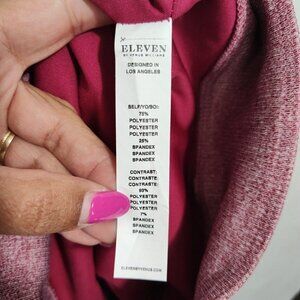 ELEVEN
BY VENUS WILLIAMS
DESIGNED IN
LOS ANGELES
SELF/YO/SOI:
75%
POLYESTER
POLYESTER
POLYESTER
25%
SPANDEX
SPANDEX
SPANDEX
CONTRAST:
CONTRASTE:
CONTRASTE:
POLYESTER
POLYESTER
POLYESTER
7%
SPANDEX
SPANDEX
SPANDEX
ELEVENBYVENUS.COM